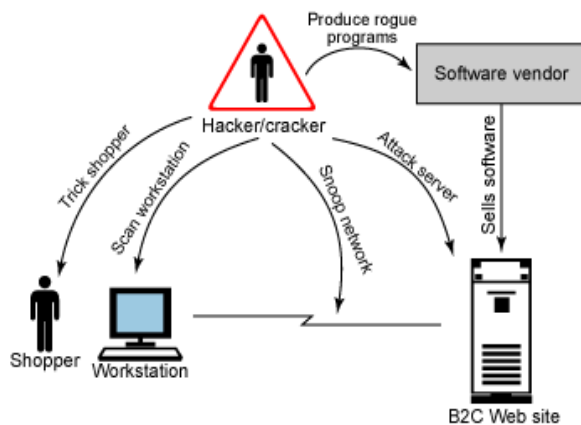 Produce rogue
programs
Software vendor
Hacker/cracker
Trick shopper
Scan workstation
Snoop network
Attack server
Sells software
Shopper
Workstation
B2C Web site